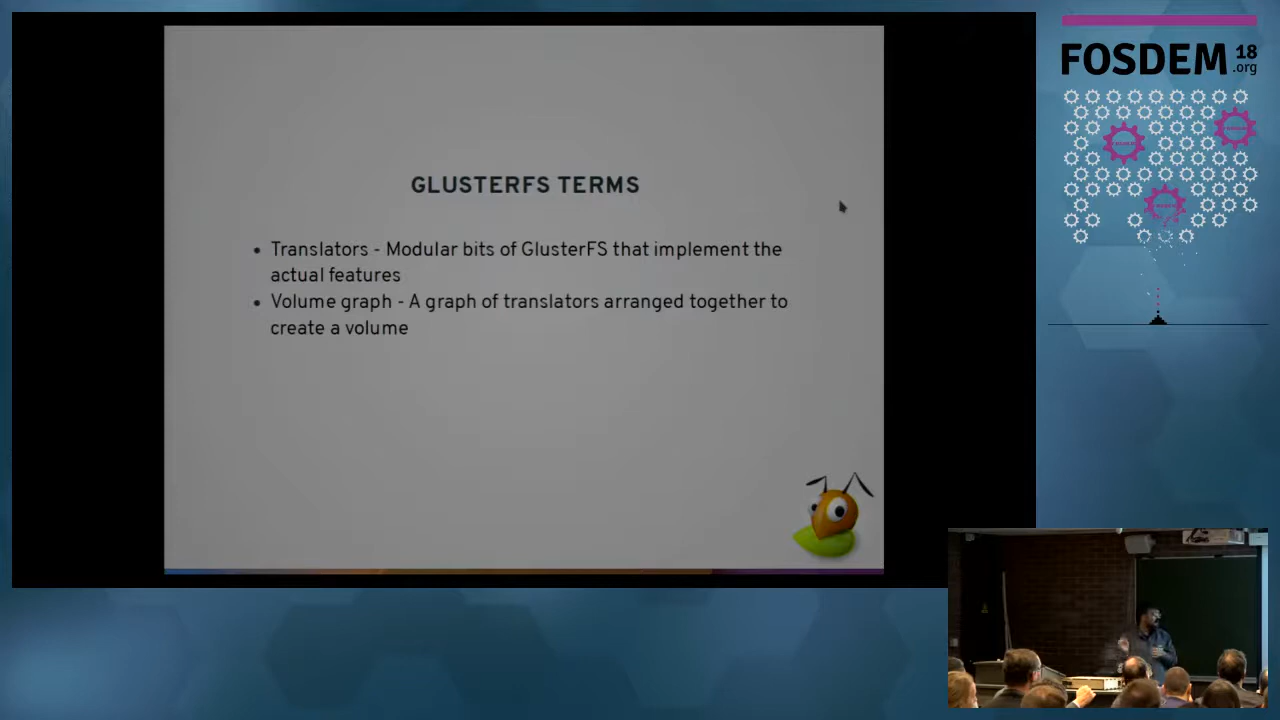 GLUSTERFS TERMS
• Translators - Modular bits of GlusterFS that implement the
actual features
• Volume graph - A graph of translators arranged together to
create a volume
FOSDEM 18
.org